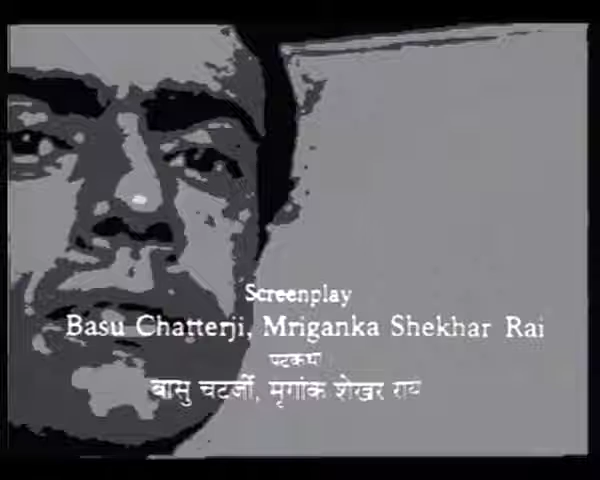 Screenplay
Basu Chatterji, Mriganka Shekhar Rai
पटकथा
बासु चटर्जी, मृगांक शेखर राय